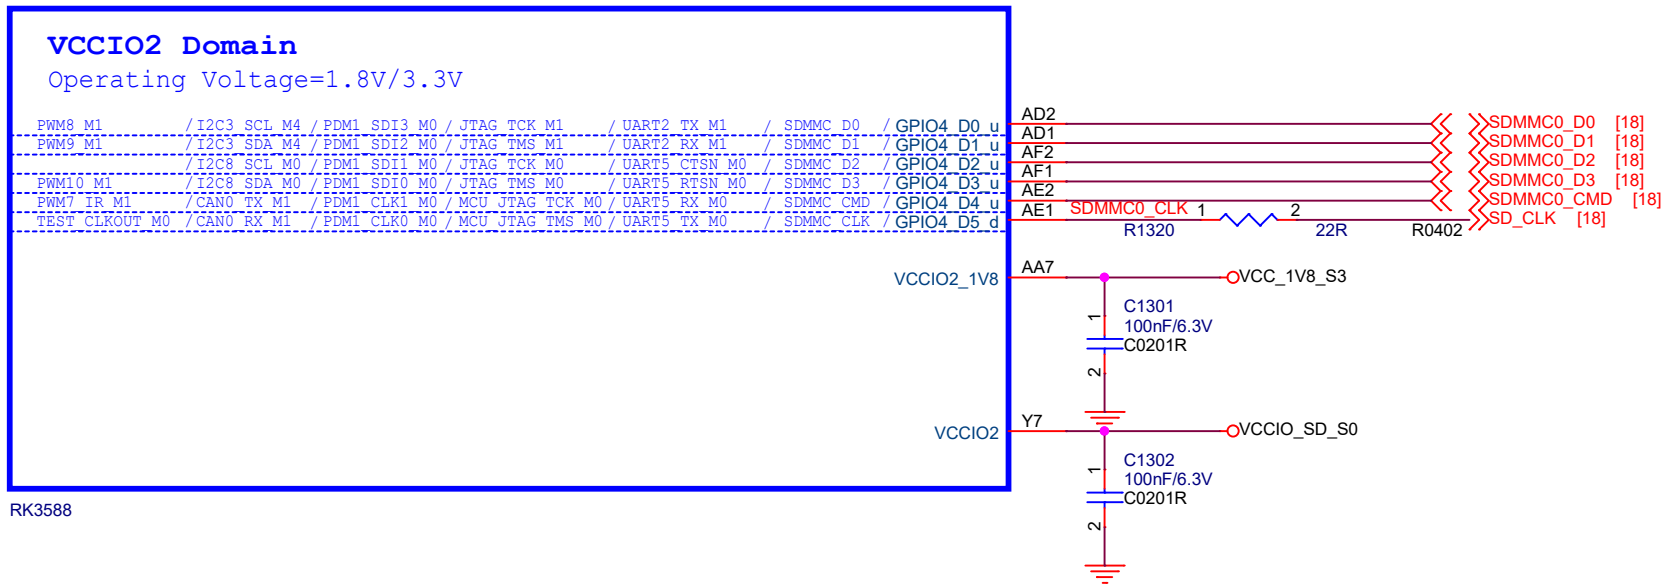 VCCIO2 Domain
Operating Voltage=1.8V/3.3V
PWM8_M1 /I2C3_SCL_M4 /PDM1_SDI3_M0 /JTAG_TCK_M1 /UART2_TX_M1 / SDMMC_D0 /GPIO4_D0_u AD2 SDMMC0_D0 [18]
PWM9_M1 /I2C3_SDA_M4 /PDM1_SDI2_M0 /JTAG_TMS_M1 /UART2_RX_M1 / SDMMC_D1 /GPIO4_D1_u AD1 SDMMC0_D1 [18]
/I2C8_SCL_M0 /PDM1_SDI1_M0 /JTAG_TCK_M0 /UART5_CTSN_M0 / SDMMC_D2 /GPIO4_D2_u AF2 SDMMC0_D2 [18]
PWM10_M1 /I2C8_SDA_M0 /PDM1_SDI0_M0 /JTAG_TMS_M0 /UART5_RTSN_M0 / SDMMC_D3 /GPIO4_D3_u AF1 SDMMC0_D3 [18]
PWM7_IR_M1 /CAN0_TX_M1 /PDM1_CLK1_M0 /MCU_JTAG_TCK_M0 /UART5_RX_M0 / SDMMC_CMD /GPIO4_D4_u AE2 SDMMC0_CMD [18]
TEST_CLKOUT_M0 /CAN0_RX_M1 /PDM1_CLK0_M0 /MCU_JTAG_TMS_M0 /UART5_TX_M0 / SDMMC_CLK /GPIO4_D5_d AE1 SDMMC0_CLK 1 2 SD_CLK [18]
R1320 22R R0402
VCCIO2_1V8 AA7 VCC_1V8_S3
C1301
1 100nF/6.3V
C0201R
2
VCCIO2 Y7 VCCIO_SD_S0
C1302
1 100nF/6.3V
C0201R
2
RK3588